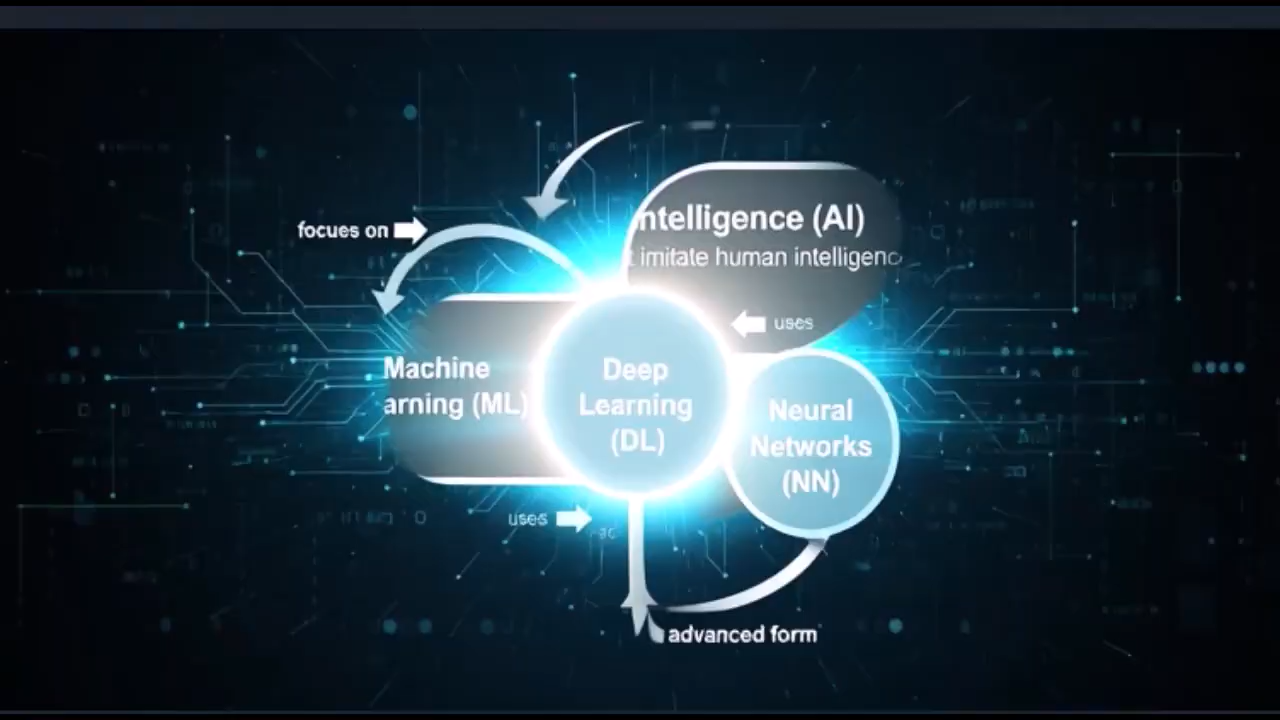 ntelligence (AI)
imitate human intelligenc
focues on
uses
Machine
arning (ML)
Deep
Learning
(DL)
Neural
Networks
(NN)
uses
advanced form